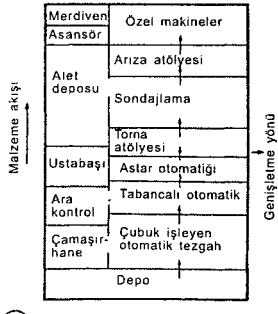 Merdiven
Asansör
Özel makineler
Arıza atölyesi
Alet
deposu
Sondajlama
Torna
atölyesi
Ustabaşı
Astar otomatiği
Ara
kontrol
Tabancalı otomatik
Çamaşır-
hane
Çubuk işleyen
otomatik tezgah
Depo
Malzeme akışı
Genişletme yönü